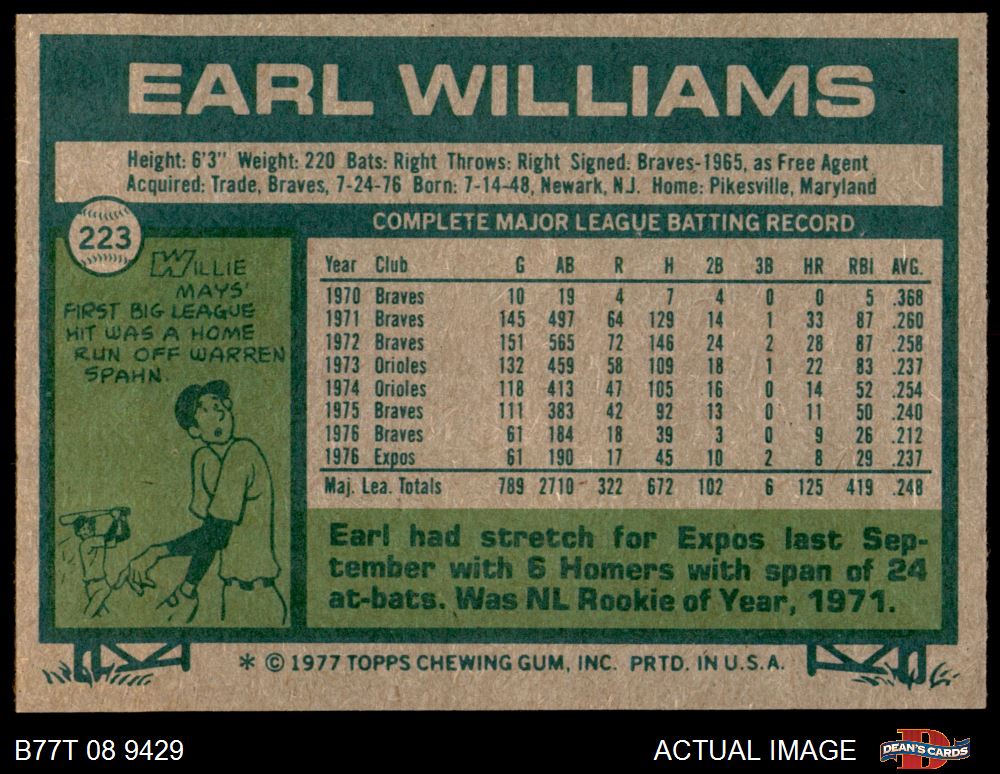 EARL WILLIAMS
Height: 6'3" Weight: 220 Bats: Right Throws: Right Signed: Braves-1965, as Free Agent
Acquired: Trade, Braves, 7-24-76 Born: 7-14-48, Newark, N.J. Home: Pikesville, Maryland
223
WILLIE
MAYS'
FIRST BIG LEAGUE
HIT WAS A HOME
RUN OFF WARREN
SPAHN.
COMPLETE MAJOR LEAGUE BATTING RECORD
Year Club G AB R H 2B 3B HR RBI AVG.
1970 Braves 10 19 4 7 4 0 0 5 .368
1971 Braves 145 497 64 129 14 1 33 87 .260
1972 Braves 151 565 72 146 24 2 28 87 .258
1973 Orioles 132 459 58 109 18 1 22 83 .237
1974 Orioles 118 413 47 105 16 0 14 52 .254
1975 Braves 111 383 42 92 13 0 11 50 .240
1976 Braves 61 184 18 39 3 0 9 26 .212
1976 Expos 61 190 17 45 10 2 8 29 .237
Maj. Lea. Totals 789 2710 322 672 102 6 125 419 .248
Earl had stretch for Expos last Sep-
tember with 6 Homers with span of 24
at-bats. Was NL Rookie of Year, 1971.
* © 1977 TOPPS CHEWING GUM, INC. PRTD. IN U.S.A.
B77T 08 9429
ACTUAL IMAGE
DEAN'S CARDS